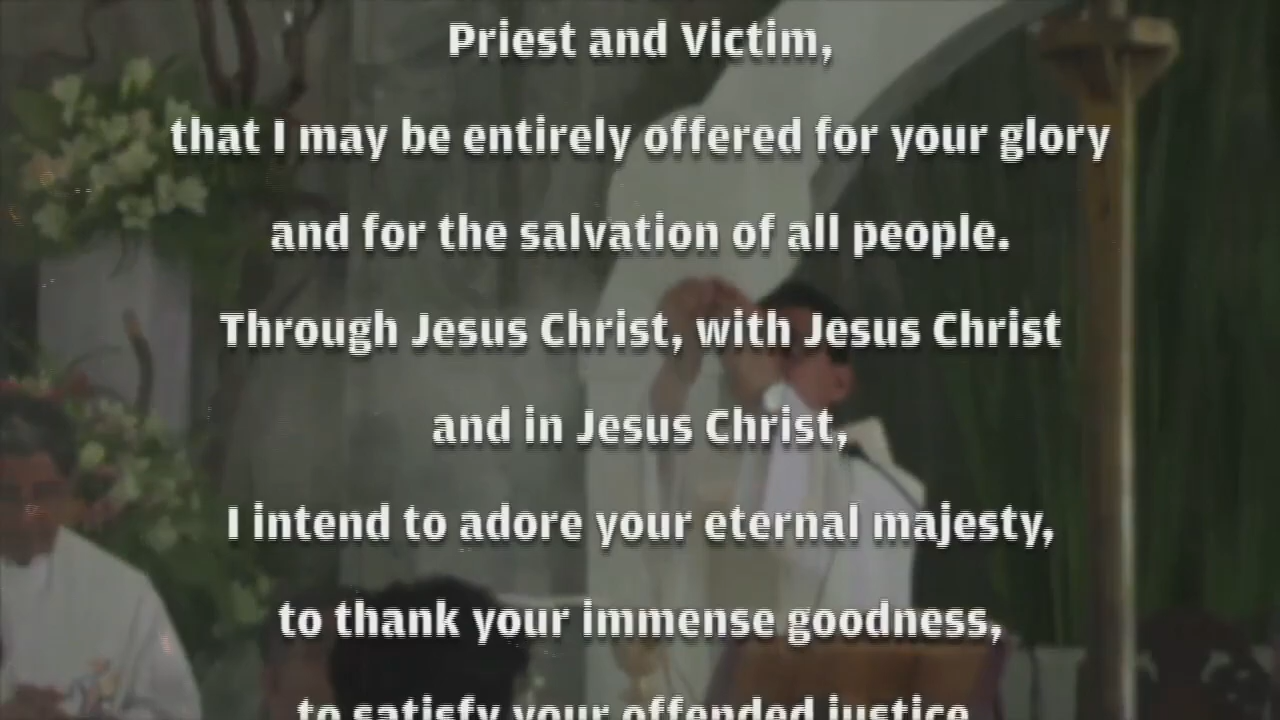 Priest and Victim,
that I may be entirely offered for your glory
and for the salvation of all people.
Through Jesus Christ, with Jesus Christ
and in Jesus Christ,
I intend to adore your eternal majesty,
to thank your immense goodness,
to satisfy your offended justice